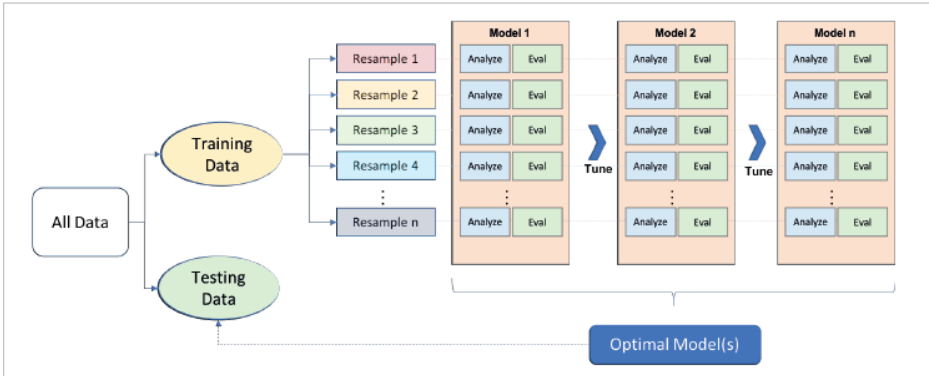 Model 1
Model 2
Model n
Resample 1
Analyze
Eval
Analyze
Eval
Analyze
Eval
Resample 2
Analyze
Eval
Analyze
Eval
Analyze
Eval
Resample 3
Analyze
Eval
Analyze
Eval
Analyze
Eval
Training
Data
Resample 4
Analyze
Eval
Tune
Analyze
Eval
Tune
Analyze
Eval
Resample n
Analyze
Eval
Analyze
Eval
Analyze
Eval
All Data
Testing
Data
Optimal Model(s)